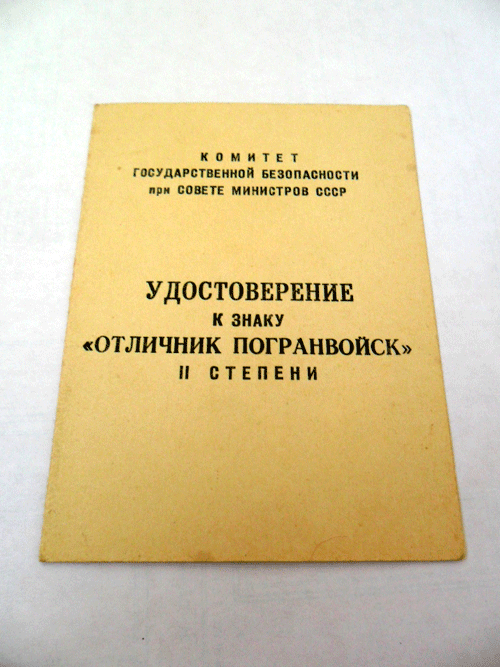 КОМИТЕТ
ГОСУДАРСТВЕННОЙ БЕЗОПАСНОСТИ
при СОВЕТЕ МИНИСТРОВ СССР
УДОСТОВЕРЕНИЕ
К ЗНАКУ
«ОТЛИЧНИК ПОГРАНВОЙСК»
II СТЕПЕНИ